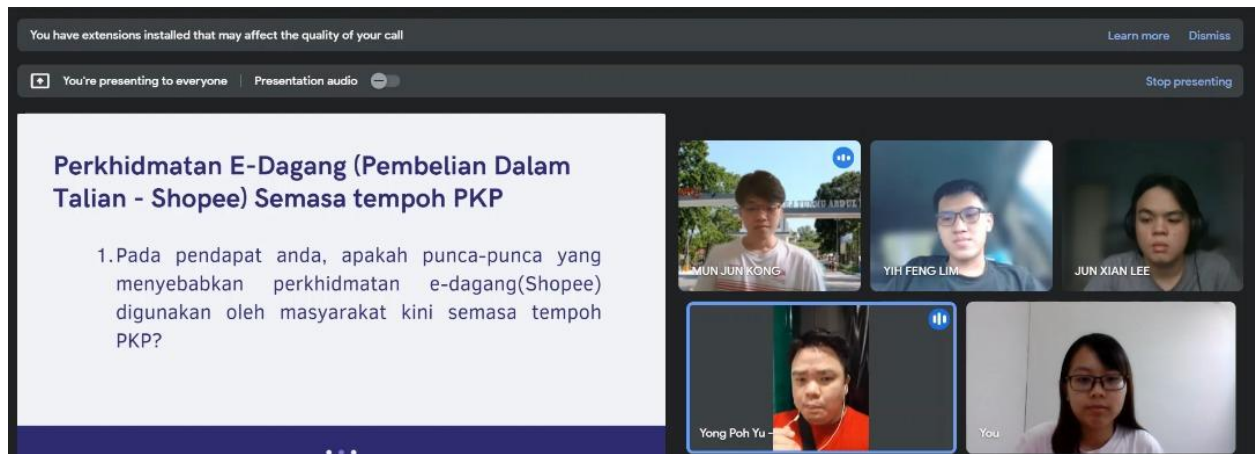 You have extensions installed that may affect the quality of your call
Learn more Dismiss
You're presenting to everyone | Presentation audio
Stop presenting
Perkhidmatan E-Dagang (Pembelian Dalam
Talian - Shopee) Semasa tempoh PKP
1. Pada pendapat anda, apakah punca-punca yang
menyebabkan perkhidmatan e-dagang(Shopee)
digunakan oleh masyarakat kini semasa tempoh
PKP?
MUN JUN KONG
YIH FENG LIM
JUN XIAN LEE
Yong Poh Yu -
You